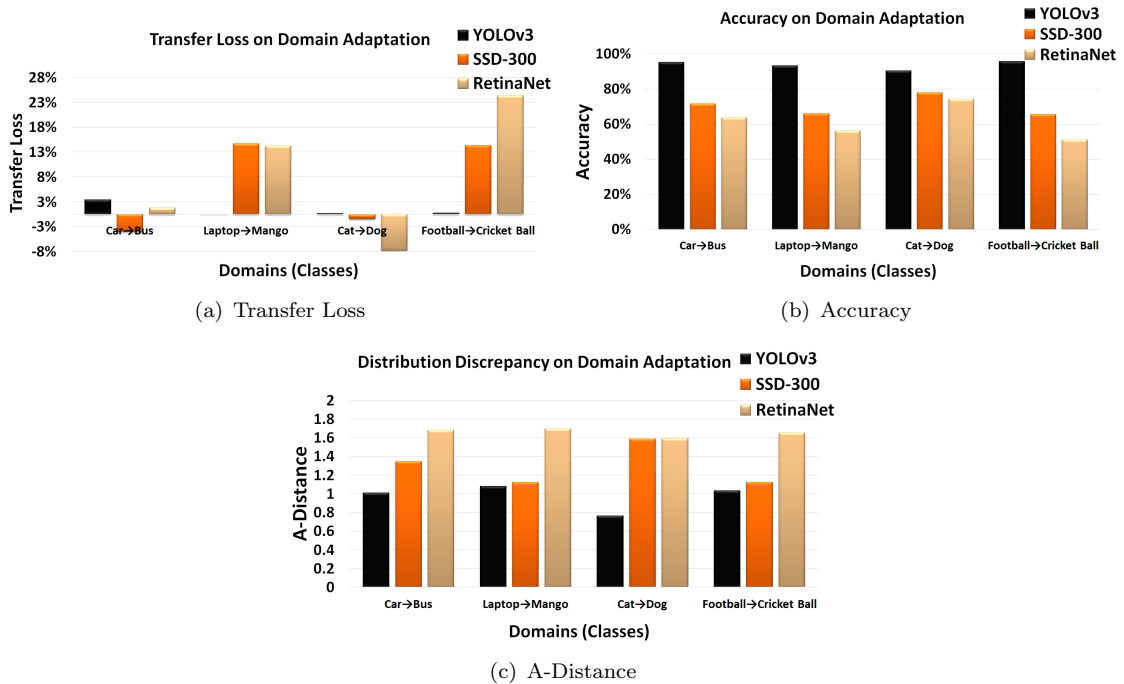 Transfer Loss on Domain Adaptation
YOLOv3
SSD-300
RetinaNet
28%
23%
18%
13%
8%
3%
-3%
-8%
Transfer Loss
Car→Bus
Laptop→Mango
Cat→Dog
Football→Cricket Ball
Domains (Classes)
(a) Transfer Loss
Accuracy on Domain Adaptation
YOLOv3
SSD-300
RetinaNet
100%
80%
60%
40%
20%
0%
Accuracy
Car→Bus
Laptop→Mango
Cat→Dog
Football→Cricket Ball
Domains (Classes)
(b) Accuracy
Distribution Discrepancy on Domain Adaptation
YOLOv3
SSD-300
RetinaNet
2
1.8
1.6
1.4
1.2
1
0.8
0.6
0.4
0.2
0
A-Distance
Car→Bus
Laptop→Mango
Cat→Dog
Football→Cricket Ball
Domains (Classes)
(c) A-Distance